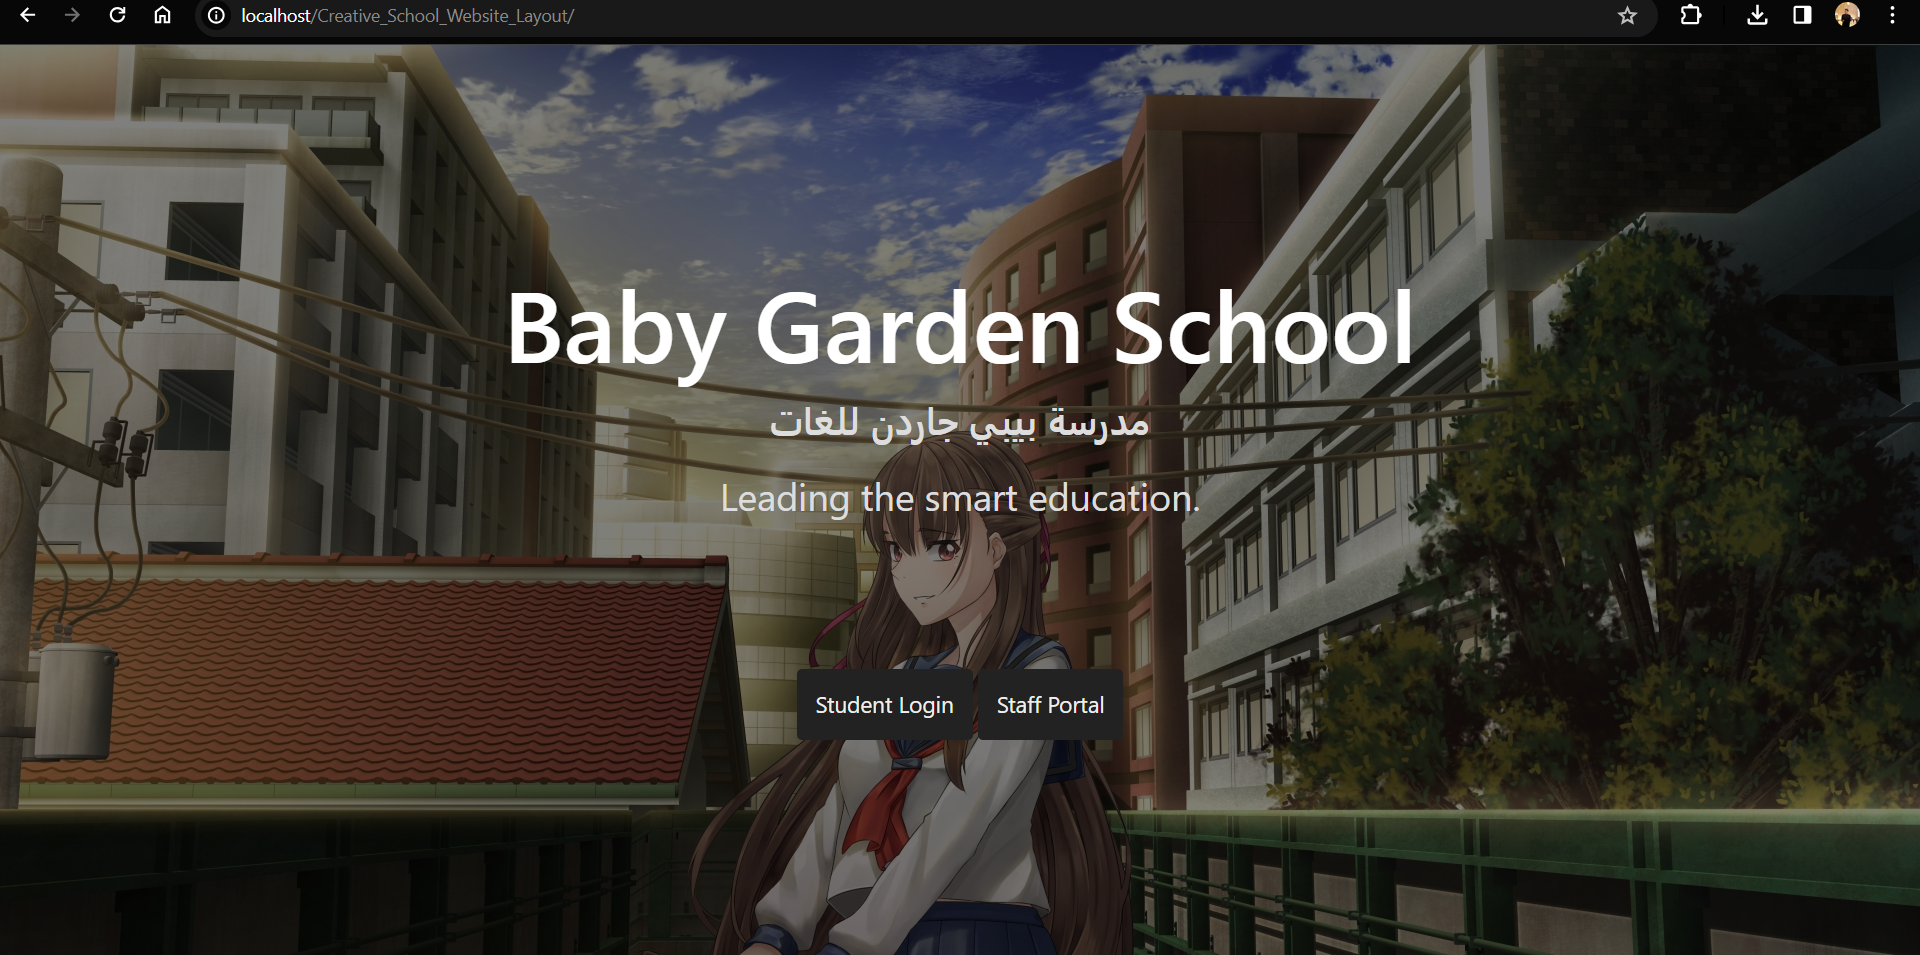 localhost/Creative_School_Website_Layout/
Baby Garden School
مدرسة بيبي جاردن للغات
Leading the smart education.
Student Login
Staff Portal